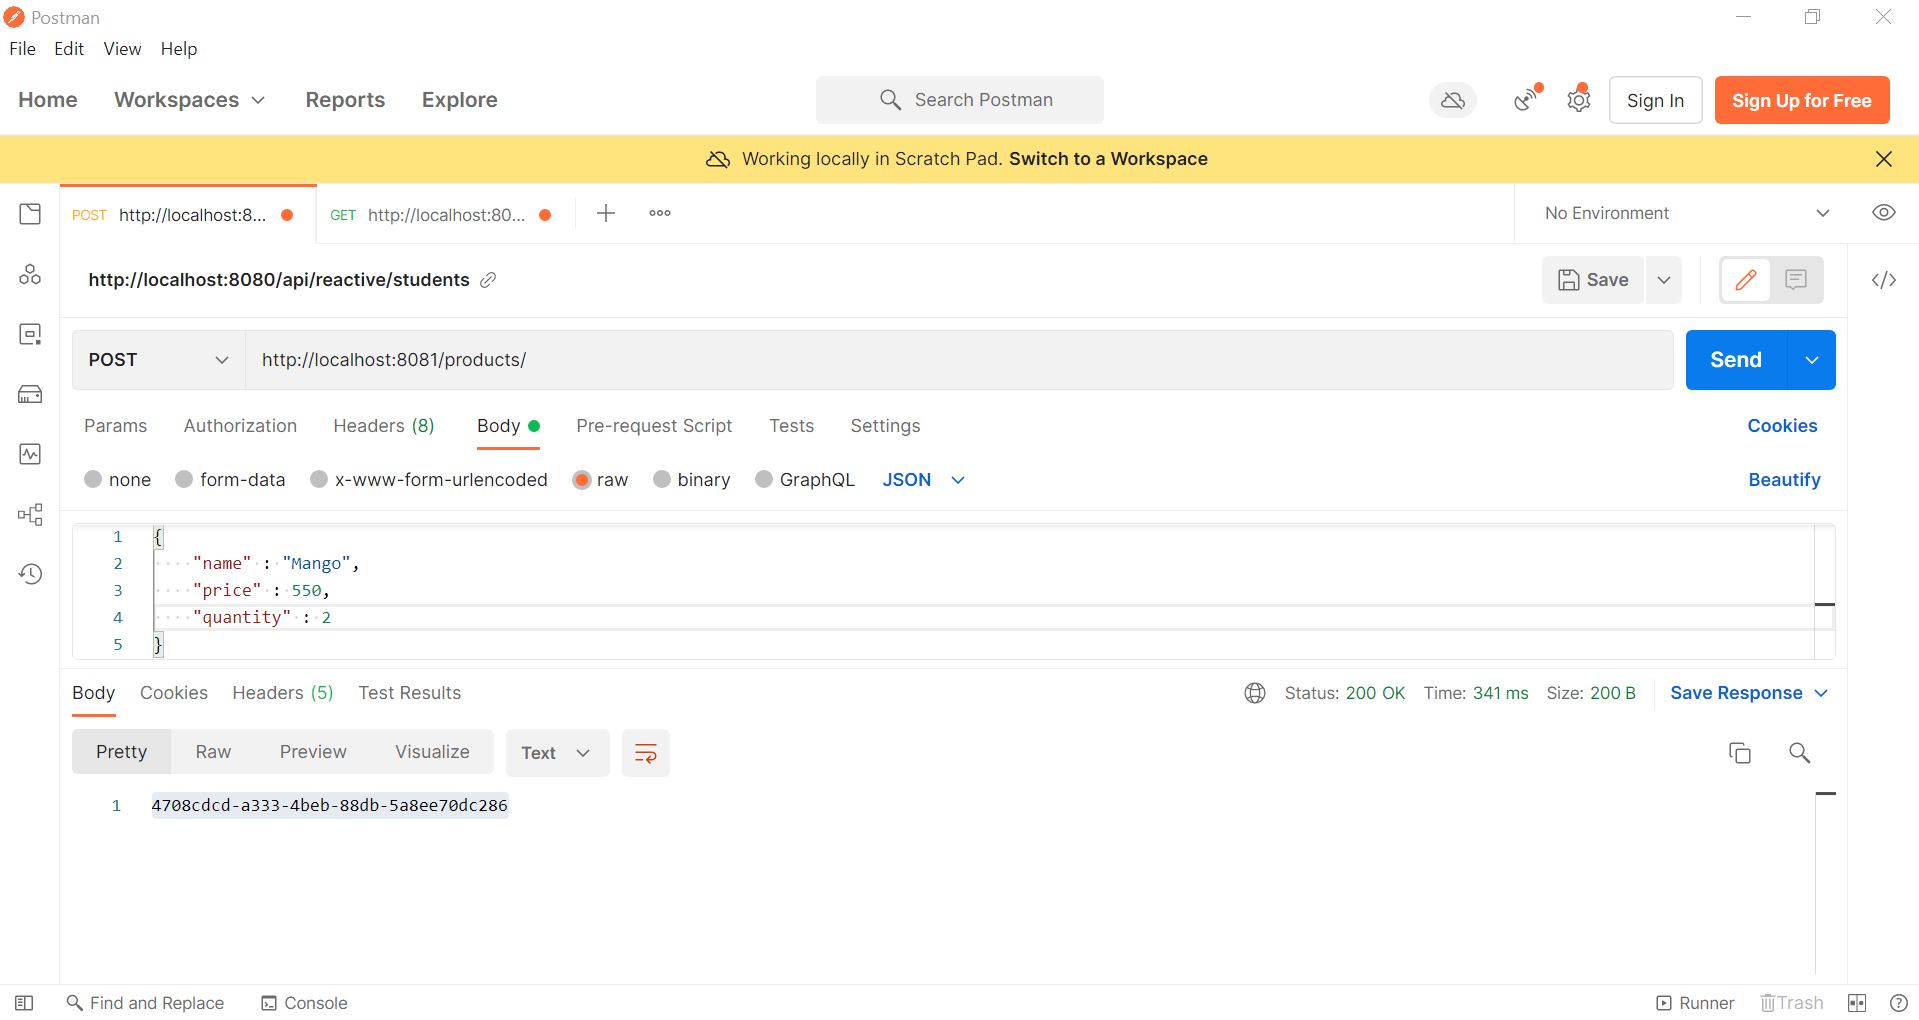 Postman
File Edit View Help
Home Workspaces Reports Explore Search Postman Sign In Sign Up for Free
Working locally in Scratch Pad. Switch to a Workspace
POST http://localhost:8... GET http://localhost:80... No Environment
http://localhost:8080/api/reactive/students Save
POST http://localhost:8081/products/ Send
Params Authorization Headers (8) Body Pre-request Script Tests Settings Cookies
none form-data x-www-form-urlencoded raw binary GraphQL JSON Beautify
1 {
2 "name" : "Mango",
3 "price" : 550,
4 "quantity" : 2
5 }
Body Cookies Headers (5) Test Results Status: 200 OK Time: 341 ms Size: 200 B Save Response
Pretty Raw Preview Visualize Text
1 4708cdcd-a333-4beb-88db-5a8ee70dc286
Find and Replace Console Runner Trash